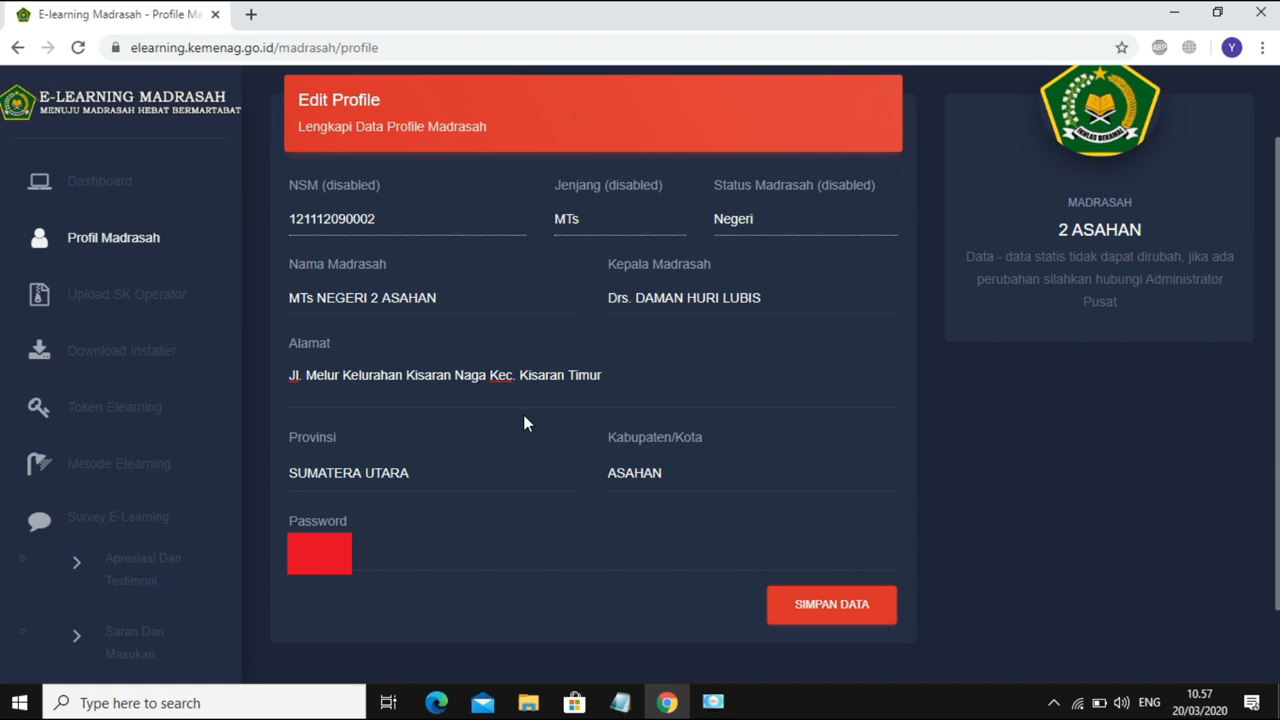 E-learning Madrasah - Profile Ma
elearning.kemenag.go.id/madrasah/profile
ABP
Y
E-LEARNING MADRASAH
MENUJU MADRASAH HEBAT BERMARTABAT
Dashboard
Profil Madrasah
Upload SK Operator
Download Installer
Token Elearning
Metode Elearning
Survey E-Learning
Apresiasi Dan
Testimoni
Saran Dan
Masukan
Edit Profile
Lengkapi Data Profile Madrasah
NSM (disabled)
Jenjang (disabled)
Status Madrasah (disabled)
121112090002
MTs
Negeri
Nama Madrasah
Kepala Madrasah
MTs NEGERI 2 ASAHAN
Drs. DAMAN HURI LUBIS
Alamat
Jl. Melur Kelurahan Kisaran Naga Kec. Kisaran Timur
Provinsi
Kabupaten/Kota
SUMATERA UTARA
ASAHAN
Password
SIMPAN DATA
IKHLAS BERAMAL
MADRASAH
2 ASAHAN
Data - data statis tidak dapat dirubah, jika ada
perubahan silahkan hubungi Administrator
Pusat
Type here to search
ENG
10.57
20/03/2020